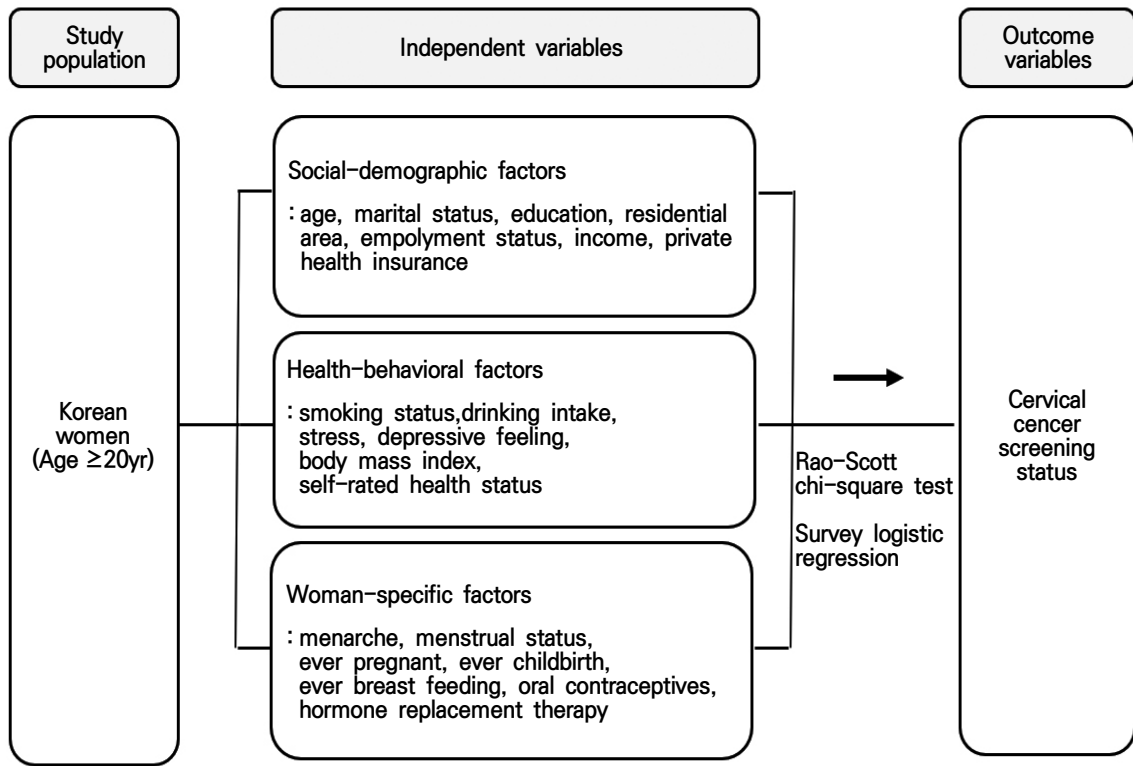 Study
population
Independent variables
Outcome
variables
Korean
women
(Age ≥20yr)
Social-demographic factors
: age, marital status, education, residential
area, empolyment status, income, private
health insurance
Health-behavioral factors
: smoking status,drinking intake,
stress, depressive feeling,
body mass index,
self-rated health status
Woman-specific factors
: menarche, menstrual status,
ever pregnant, ever childbirth,
ever breast feeding, oral contraceptives,
hormone replacement therapy
Rao-Scott
chi-square test
Survey logistic
regression
Cervical
cencer
screening
status